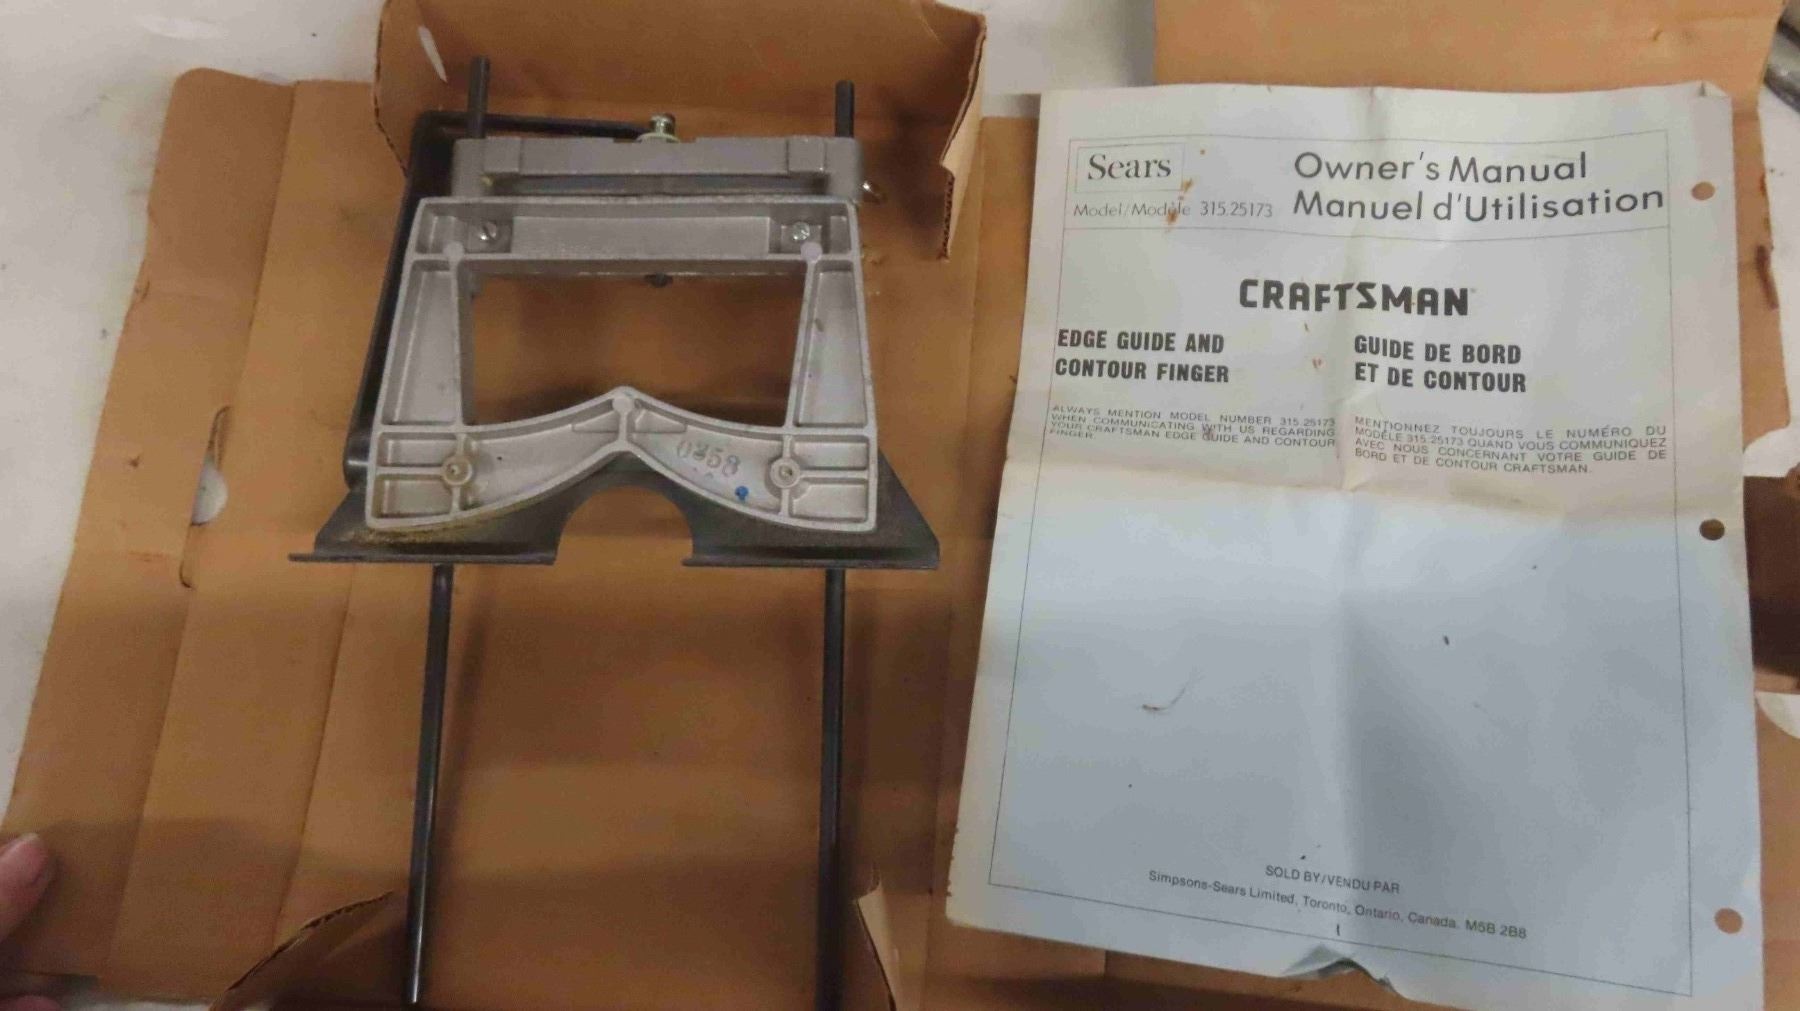 Sears
Owner's Manual
Model/Modèle 315.25173
Manuel d'Utilisation
CRAFTSMAN
EDGE GUIDE AND
CONTOUR FINGER
GUIDE DE BORD
ET DE CONTOUR
ALWAYS MENTION MODEL NUMBER 315.25173
WHEN COMMUNICATING WITH US REGARDING
YOUR CRAFTSMAN EDGE GUIDE AND CONTOUR
FINGER.
MENTIONNEZ TOUJOURS LE NUMÉRO DU
MODÈLE 315.25173 QUAND VOUS COMMUNIQUEZ
AVEC NOUS CONCERNANT VOTRE GUIDE DE
BORD ET DE CONTOUR CRAFTSMAN.
SOLD BY/VENDU PAR
Simpsons-Sears Limited, Toronto, Ontario, Canada. M5B 2B8
1